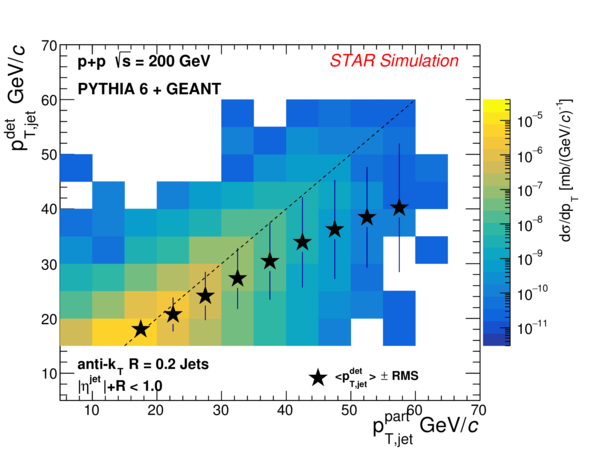 p+p √s = 200 GeV
STAR Simulation
PYTHIA 6 + GEANT
p^det_T,jet GeV/c
70
60
50
40
30
20
10
10⁻⁵
10⁻⁶
10⁻⁷
10⁻⁸
10⁻⁹
10⁻¹⁰
10⁻¹¹
dσ/dp_T [mb/(GeV/c)⁻¹]
anti-k_T R = 0.2 Jets
|η^jet|+R < 1.0
★ <p^det_T,jet> ± RMS
10 20 30 40 50 60 70
p^part_T,jet GeV/c